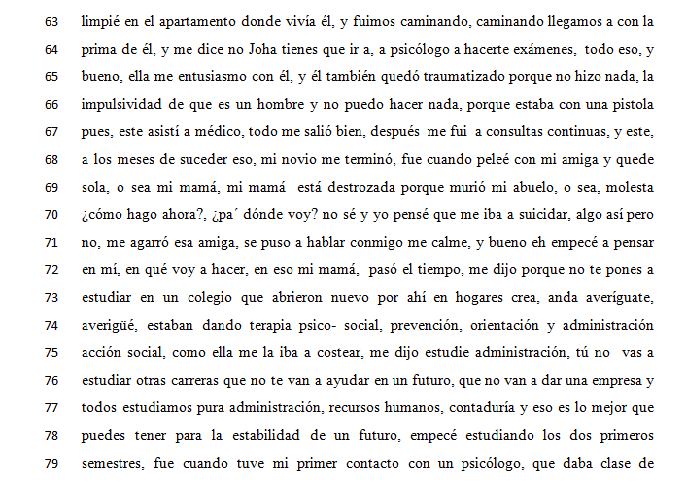 63 limpié en el apartamento donde vivía él, y fuimos caminando, caminando llegamos a con la
64 prima de él, y me dice no Joha tienes que ir a, a psicólogo a hacerte exámenes, todo eso, y
65 bueno, ella me entusiasmo con él, y él también quedó traumatizado porque no hizo nada, la
66 impulsividad de que es un hombre y no puedo hacer nada, porque estaba con una pistola
67 pues, este asistí a médico, todo me salió bien, después me fui a consultas continuas, y este,
68 a los meses de suceder eso, mi novio me terminó, fue cuando peleé con mi amiga y quede
69 sola, o sea mi mamá, mi mamá está destrozada porque murió mi abuelo, o sea, molesta
70 ¿cómo hago ahora?, ¿pa´ dónde voy? no sé y yo pensé que me iba a suicidar, algo así pero
71 no, me agarró esa amiga, se puso a hablar conmigo me calme, y bueno eh empecé a pensar
72 en mí, en qué voy a hacer, en eso mi mamá, pasó el tiempo, me dijo porque no te pones a
73 estudiar en un colegio que abrieron nuevo por ahí en hogares crea, anda averíguate,
74 averigüé, estaban dando terapia psico- social, prevención, orientación y administración
75 acción social, como ella me la iba a costear, me dijo estudie administración, tú no vas a
76 estudiar otras carreras que no te van a ayudar en un futuro, que no van a dar una empresa y
77 todos estudiamos pura administración, recursos humanos, contaduría y eso es lo mejor que
78 puedes tener para la estabilidad de un futuro, empecé estudiando los dos primeros
79 semestres, fue cuando tuve mi primer contacto con un psicólogo, que daba clase de